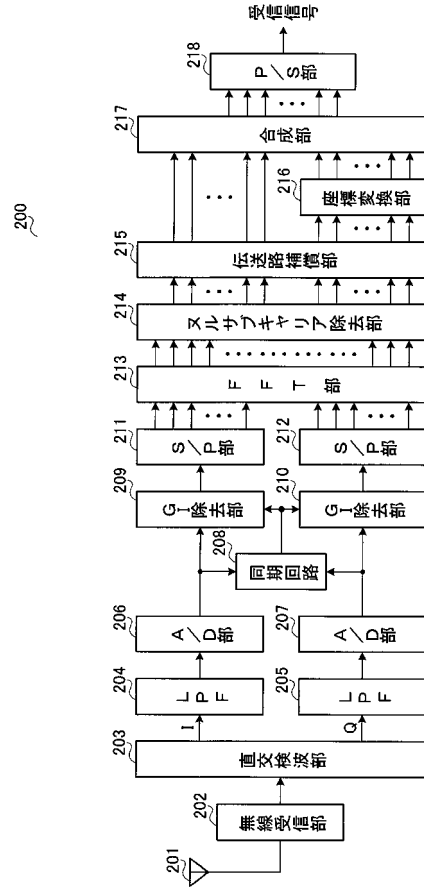 200
201
202
無線受信部
203
直交検波部
I
Q
204
LPF
205
LPF
206
A/D部
207
A/D部
208
同期回路
209
GI除去部
210
GI除去部
211
S/P部
212
S/P部
213
FFT部
214
ヌルサブキャリア除去部
215
伝送路補償部
216
座標変換部
217
合成部
218
P/S部
受信信号